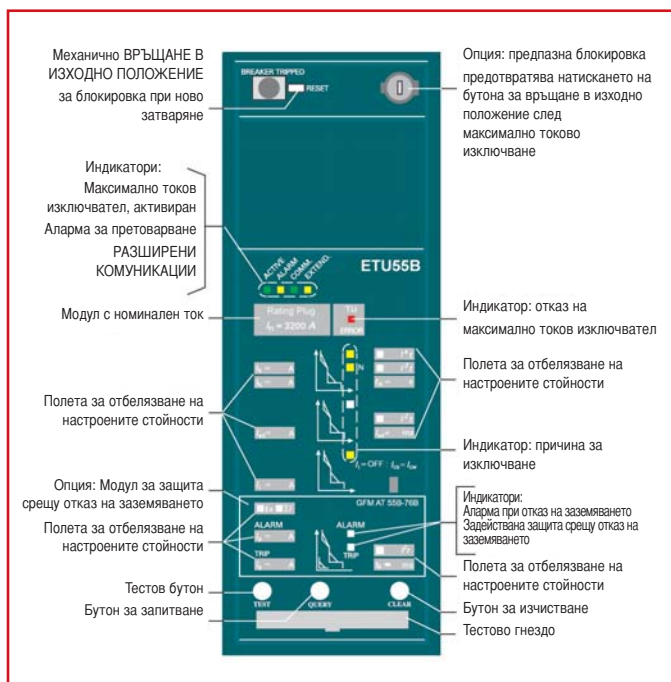 Механично ВРЪЩАНЕ В
ИЗХОДНО ПОЛОЖЕНИЕ
за блокировка при ново
затваряне
Индикатори:
Максимално токов
изключвател, активиран
Аларма за претоварване
РАЗШИРЕНИ
КОМУНИКАЦИИ
Модул с номинален ток
Полета за отбелязване на
настроените стойности
Опция: Модул за защита
срещу отказ на заземяването
Полета за отбелязване на
настроените стойности
Тестов бутон
Бутон за запитване
BREAKER TRIPPED
RESET
ETU55B
ACTIVE
ALARM
COMM.
EXTEND.
Rating Plug
In = 3200 A
T.U.
ERROR
N
GFM AT 55B-76B
ALARM
TRIP
ALARM
TRIP
TEST
QUERY
CLEAR
Опция: предпазна блокировка
предотвратява натискането на
бутона за връщане в изходно
положение след
максимално токово
изключване
Индикатор: отказ на
максимално токов изключвател
Полета за отбелязване на
настроените стойности
Индикатор: причина за
изключване
Индикатори:
Аларма при отказ на заземяването
Задействана защита срещу отказ на
заземяването
Полета за отбелязване на
настроените стойности
Бутон за изчистване
Тестово гнездо